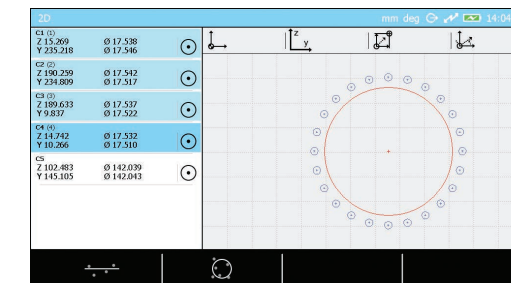 2D
mm deg 14:04
C1 (1)
Z 15.269 Ø 17.538
Y 235.218 Ø 17.546
C2 (2)
Z 190.259 Ø 17.542
Y 234.809 Ø 17.517
C3 (3)
Z 189.633 Ø 17.537
Y 9.837 Ø 17.522
C4 (4)
Z 14.742 Ø 17.532
Y 10.266 Ø 17.510
C5
Z 102.483 Ø 142.039
Y 145.105 Ø 142.043
z
y